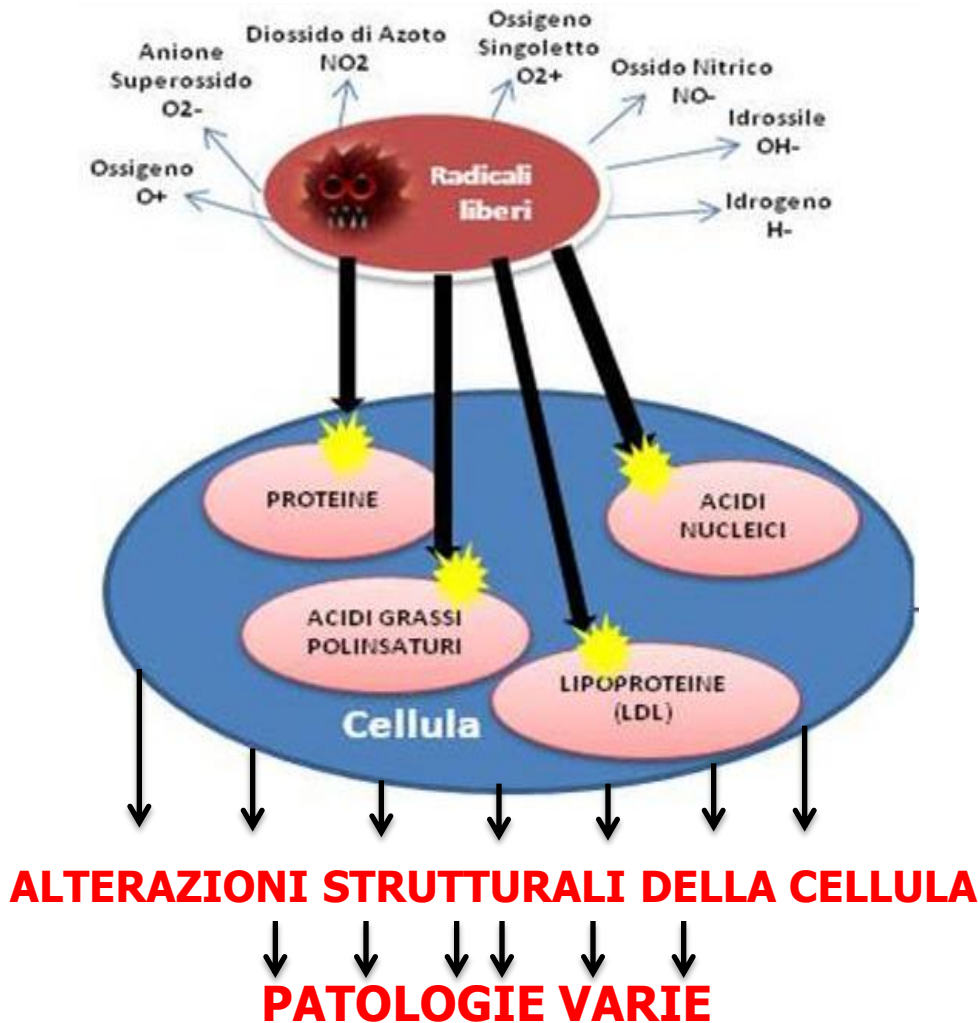 Anione
Superossido
O2-
Diossido di Azoto
NO2
Ossigeno
Singoletto
O2+
Ossido Nitrico
NO-
Idrossile
OH-
Ossigeno
O+
Idrogeno
H-
Radicali
liberi
PROTEINE
ACIDI
NUCLEICI
ACIDI GRASSI
POLINSATURI
LIPOPROTEINE
(LDL)
Cellula
ALTERAZIONI STRUTTURALI DELLA CELLULA
PATOLOGIE VARIE